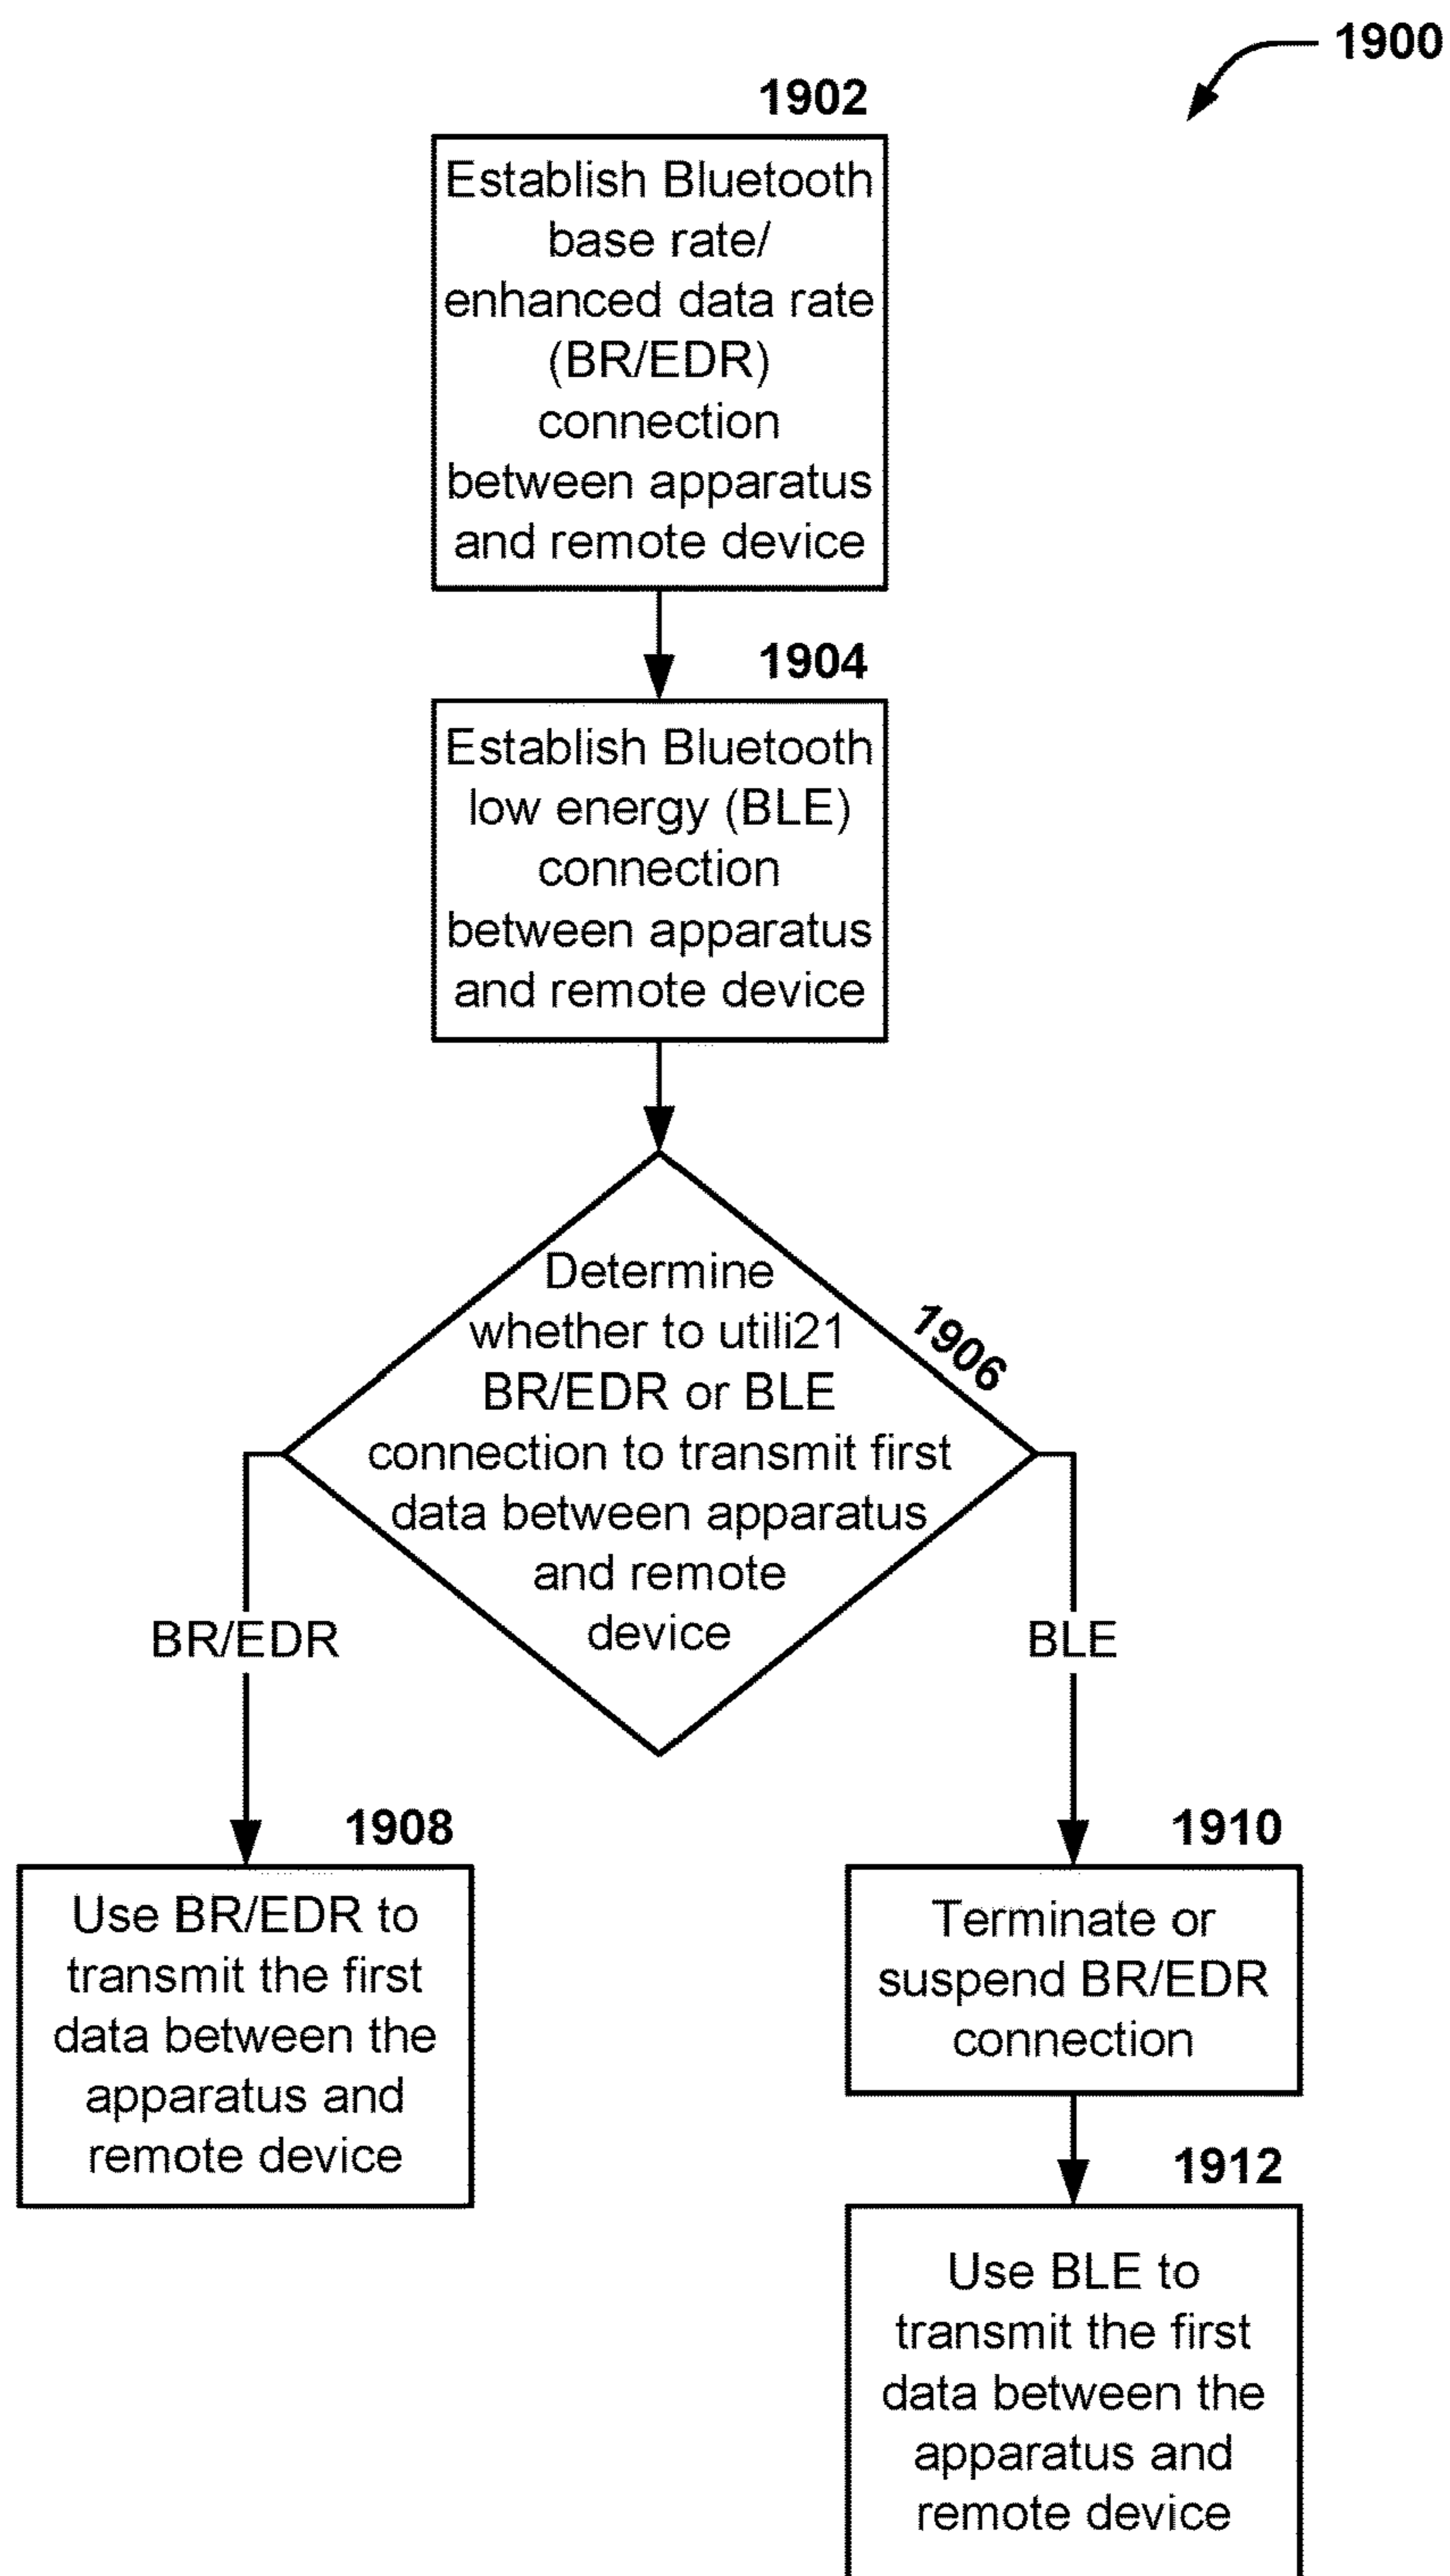 1900
1902
Establish Bluetooth
base rate/
enhanced data rate
(BR/EDR)
connection
between apparatus
and remote device
1904
Establish Bluetooth
low energy (BLE)
connection
between apparatus
and remote device
1906
Determine
whether to utili21
BR/EDR or BLE
connection to transmit first
data between apparatus
and remote
device
BR/EDR
BLE
1908
Use BR/EDR to
transmit the first
data between the
apparatus and
remote device
1910
Terminate or
suspend BR/EDR
connection
1912
Use BLE to
transmit the first
data between the
apparatus and
remote device